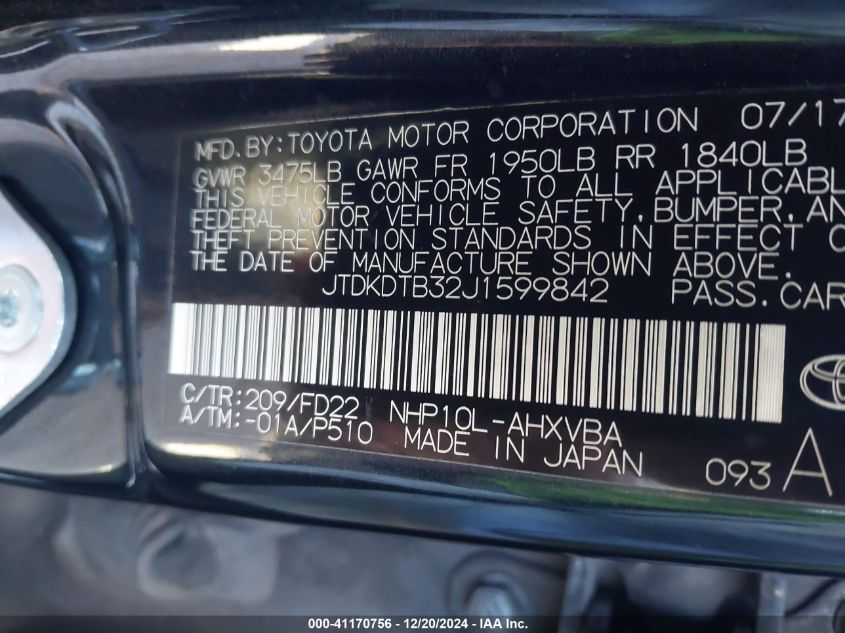 MFD. BY: TOYOTA MOTOR CORPORATION 07/17
GVWR 3475LB GAWR FR 1950LB RR 1840LB
THIS VEHICLE CONFORMS TO ALL APPLICABL
FEDERAL MOTOR VEHICLE SAFETY, BUMPER, AN
THEFT PREVENTION STANDARDS IN EFFECT O
THE DATE OF MANUFACTURE SHOWN ABOVE.
JTDKDTB32J1599842 PASS. CAR
C/TR: 209/FD22 NHP10L-AHXVBA
A/TM: -01A/P510 MADE IN JAPAN
093 A
000-41170756 - 12/20/2024 - IAA Inc.